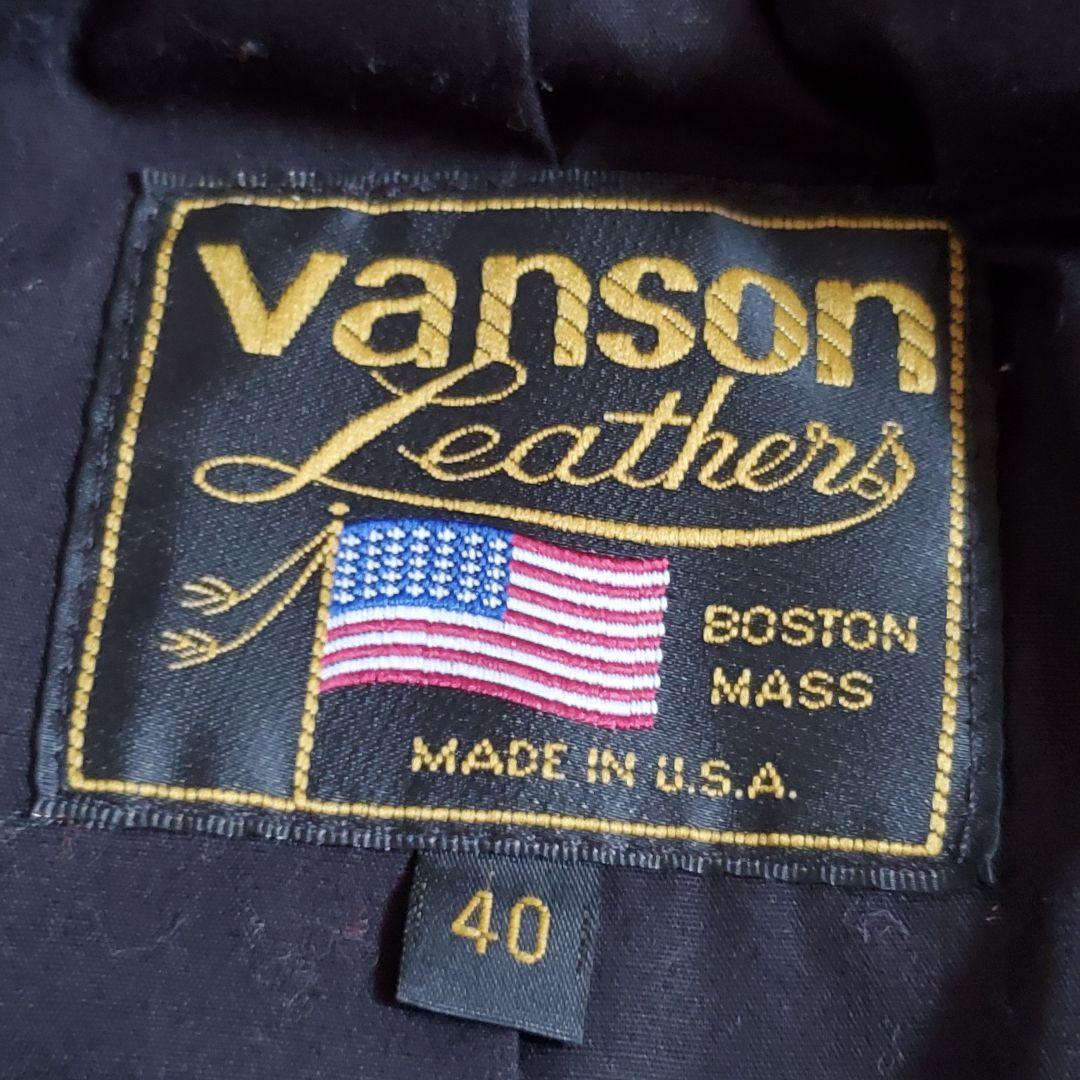 vanson
Leathers
BOSTON
MASS
MADE IN U.S.A.
40